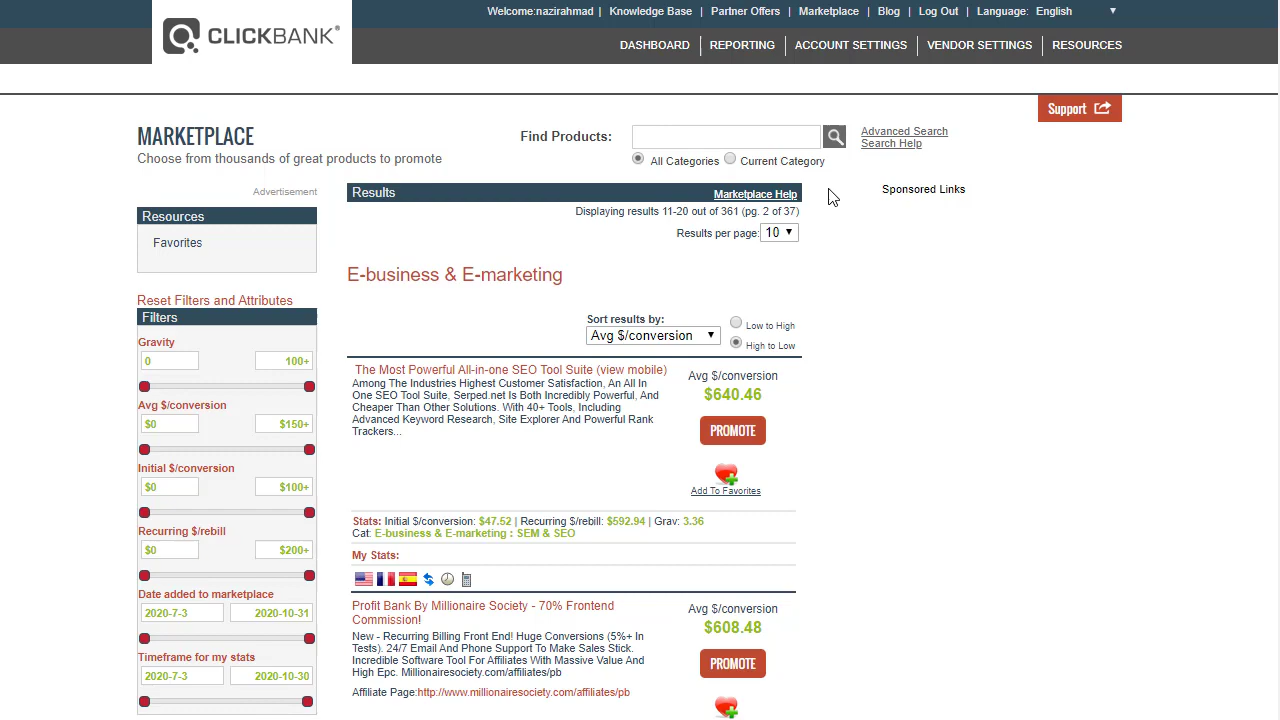 Welcome:nazirahmad | Knowledge Base | Partner Offers | Marketplace | Blog | Log Out | Language: English
CLICKBANK®
DASHBOARD | REPORTING | ACCOUNT SETTINGS | VENDOR SETTINGS | RESOURCES
Support
MARKETPLACE
Choose from thousands of great products to promote
Find Products:
All Categories Current Category
Advanced Search
Search Help
Advertisement
Resources
Favorites
Reset Filters and Attributes
Filters
Gravity
0 100+
Avg $/conversion
$0 $150+
Initial $/conversion
$0 $100+
Recurring $/rebill
$0 $200+
Date added to marketplace
2020-7-3 2020-10-31
Timeframe for my stats
2020-7-3 2020-10-30
Results Marketplace Help
Displaying results 11-20 out of 361 (pg. 2 of 37)
Results per page: 10
E-business & E-marketing
Sort results by:
Avg $/conversion
Low to High
High to Low
The Most Powerful All-in-one SEO Tool Suite (view mobile)
Among The Industries Highest Customer Satisfaction, An All In
One SEO Tool Suite, Serped.net Is Both Incredibly Powerful, And
Cheaper Than Other Solutions. With 40+ Tools, Including
Advanced Keyword Research, Site Explorer And Powerful Rank
Trackers...
Avg $/conversion
$640.46
PROMOTE
Add To Favorites
Stats: Initial $/conversion: $47.52 | Recurring $/rebill: $592.94 | Grav: 3.36
Cat: E-business & E-marketing : SEM & SEO
My Stats:
Profit Bank By Millionaire Society - 70% Frontend
Commission!
New - Recurring Billing Front End! Huge Conversions (5%+ In
Tests). 24/7 Email And Phone Support To Make Sales Stick.
Incredible Software Tool For Affiliates With Massive Value And
High Epc. Millionairesociety.com/affiliates/pb
Affiliate Page:http://www.millionairesociety.com/affiliates/pb
Avg $/conversion
$608.48
PROMOTE
Sponsored Links